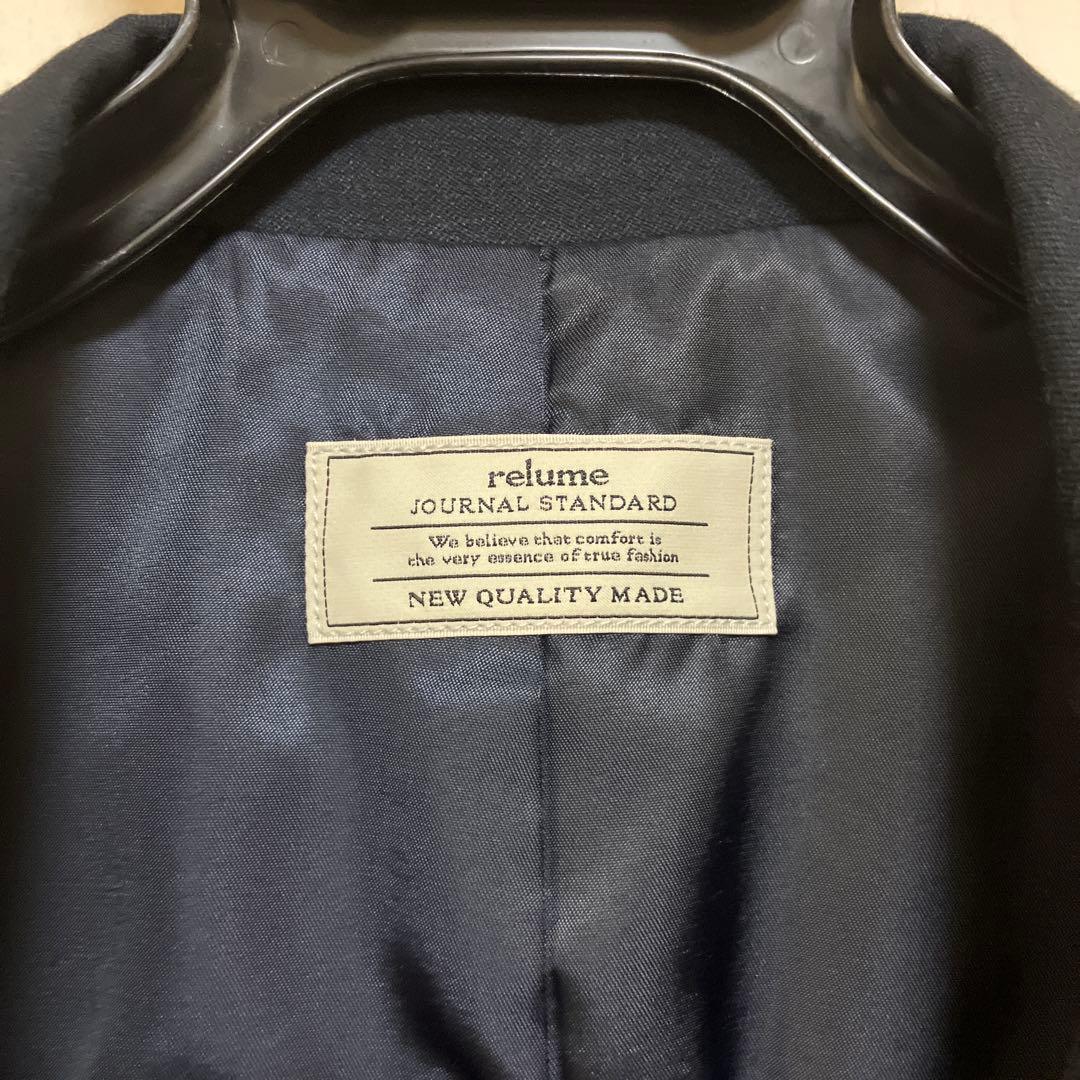 relume
JOURNAL STANDARD
We believe that comfort is
the very essence of true fashion
NEW QUALITY MADE